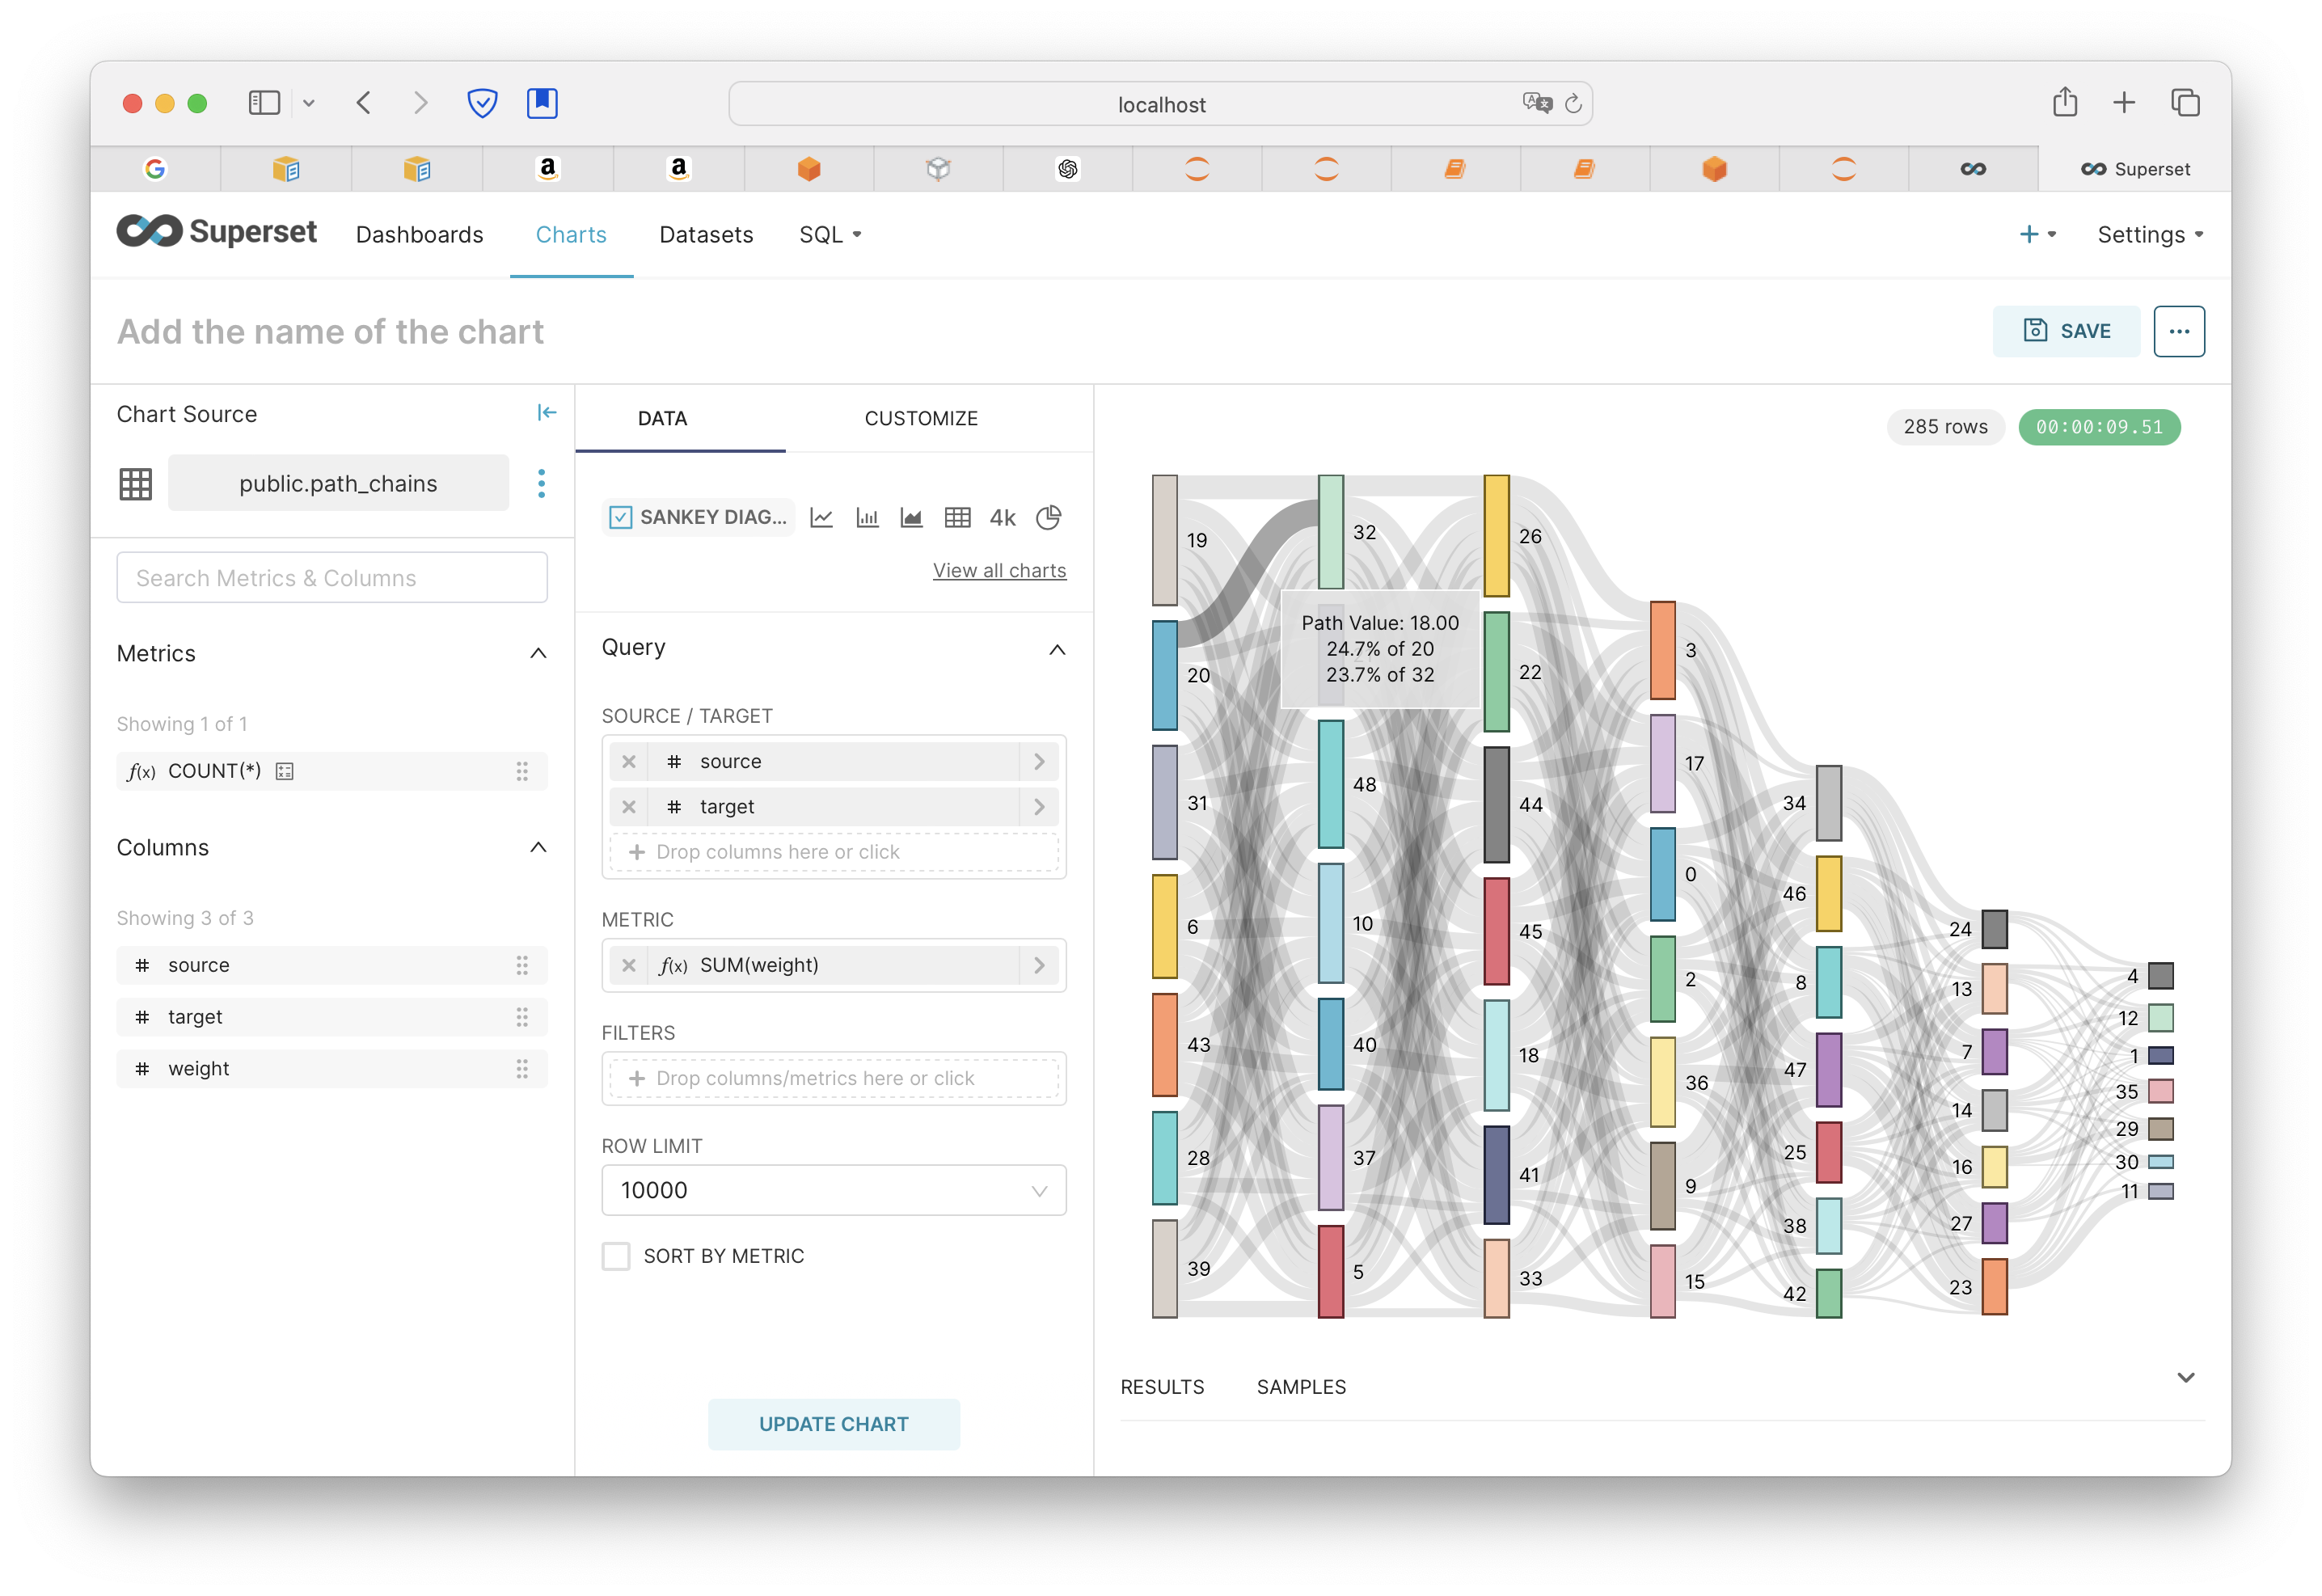 localhost
Superset
Superset
Dashboards
Charts
Datasets
SQL
+
Settings
Add the name of the chart
SAVE
...
Chart Source
public.path_chains
Search Metrics & Columns
Metrics
Showing 1 of 1
f(x) COUNT(*)
Columns
Showing 3 of 3
# source
# target
# weight
DATA
CUSTOMIZE
SANKEY DIAG...
4k
View all charts
Query
SOURCE / TARGET
# source
# target
+ Drop columns here or click
METRIC
f(x) SUM(weight)
FILTERS
+ Drop columns/metrics here or click
ROW LIMIT
10000
SORT BY METRIC
UPDATE CHART
285 rows
00:00:09.51
19
20
31
6
43
28
39
32
Path Value: 18.00
24.7% of 20
23.7% of 32
48
10
40
37
5
26
22
44
45
18
41
33
3
17
0
2
36
9
15
34
46
8
47
25
38
42
24
13
7
14
16
27
23
4
12
1
35
29
30
11
RESULTS
SAMPLES